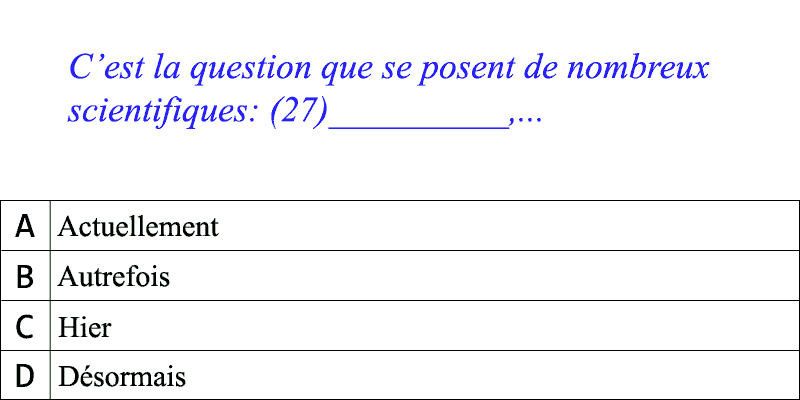 C’est la question que se posent de nombreux
scientifiques: (27)__________,...
A Actuellement
B Autrefois
C Hier
D Désormais